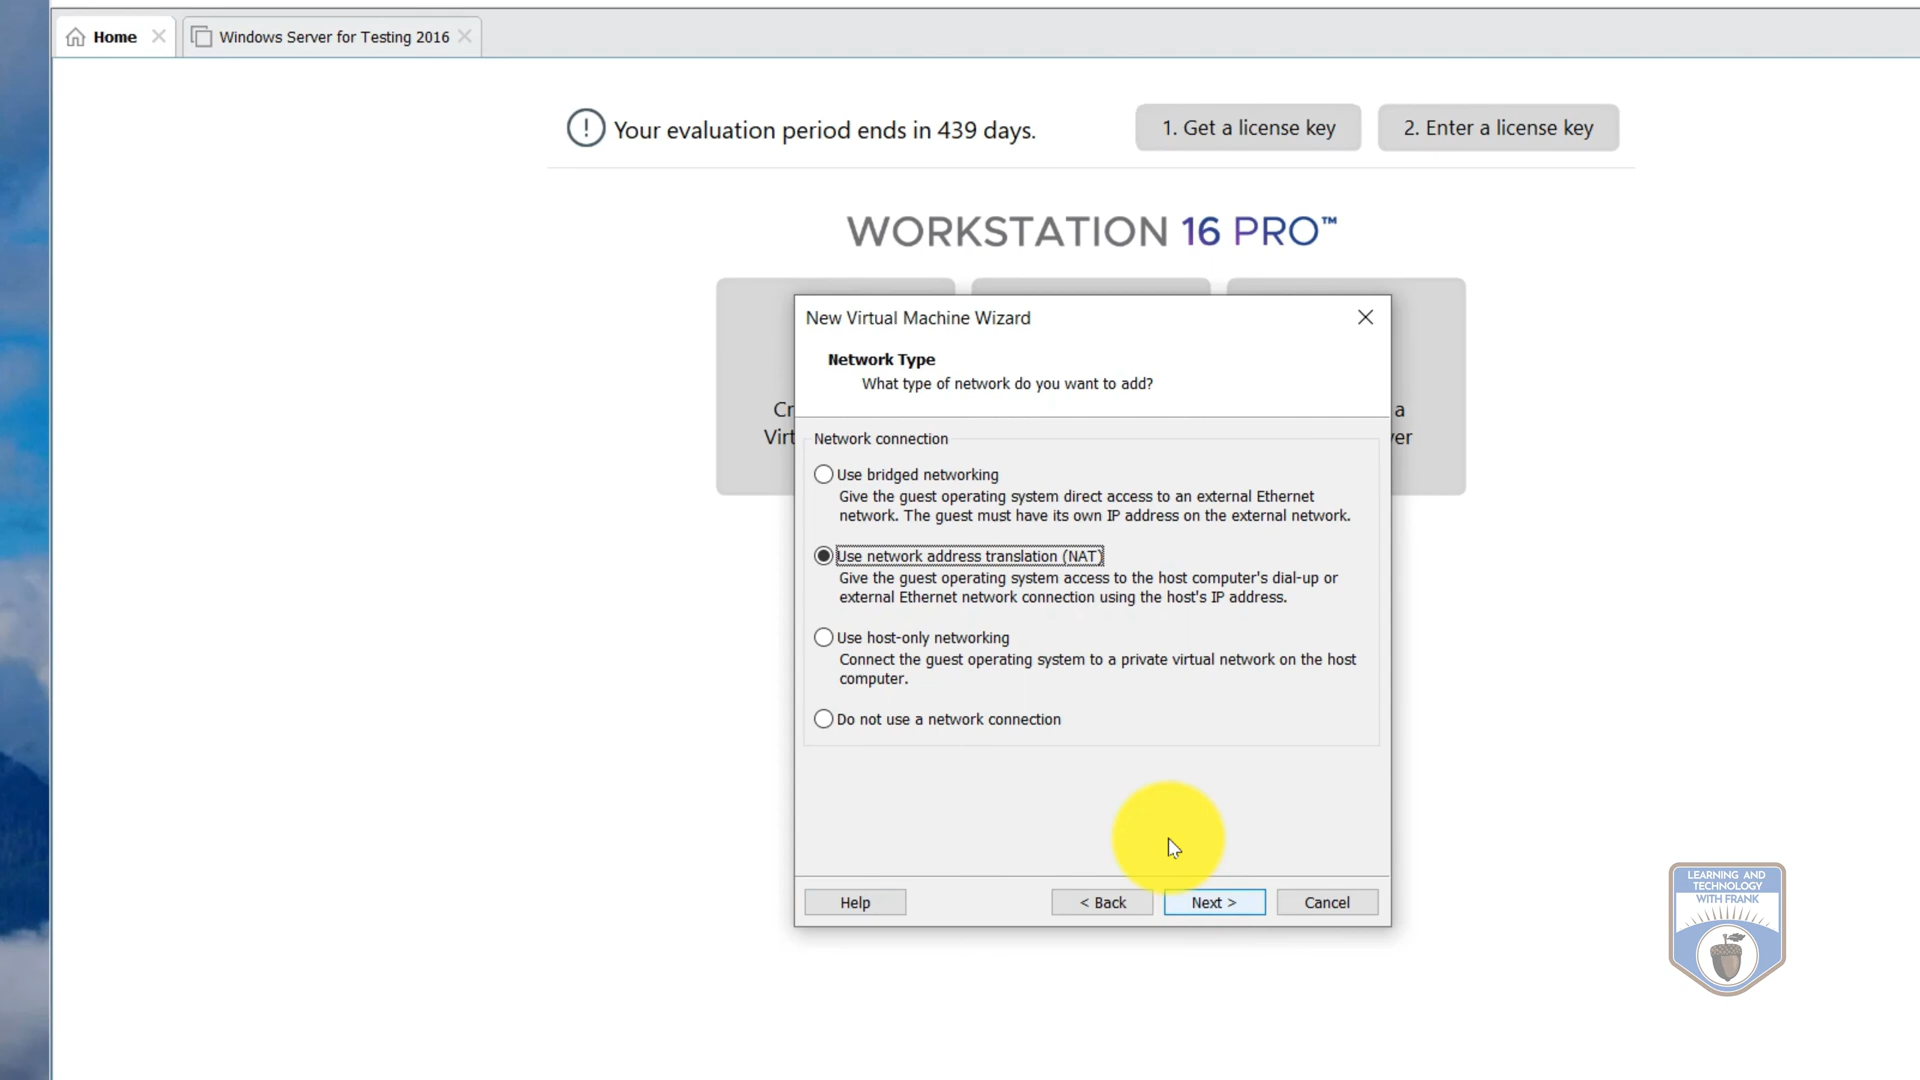 Home
Windows Server for Testing 2016
! Your evaluation period ends in 439 days.
1. Get a license key
2. Enter a license key
WORKSTATION 16 PRO™
Cr
Virt
a
ver
New Virtual Machine Wizard
Network Type
What type of network do you want to add?
Network connection
Use bridged networking
Give the guest operating system direct access to an external Ethernet
network. The guest must have its own IP address on the external network.
Use network address translation (NAT)
Give the guest operating system access to the host computer's dial-up or
external Ethernet network connection using the host's IP address.
Use host-only networking
Connect the guest operating system to a private virtual network on the host
computer.
Do not use a network connection
Help
< Back
Next >
Cancel
LEARNING AND
TECHNOLOGY
WITH FRANK